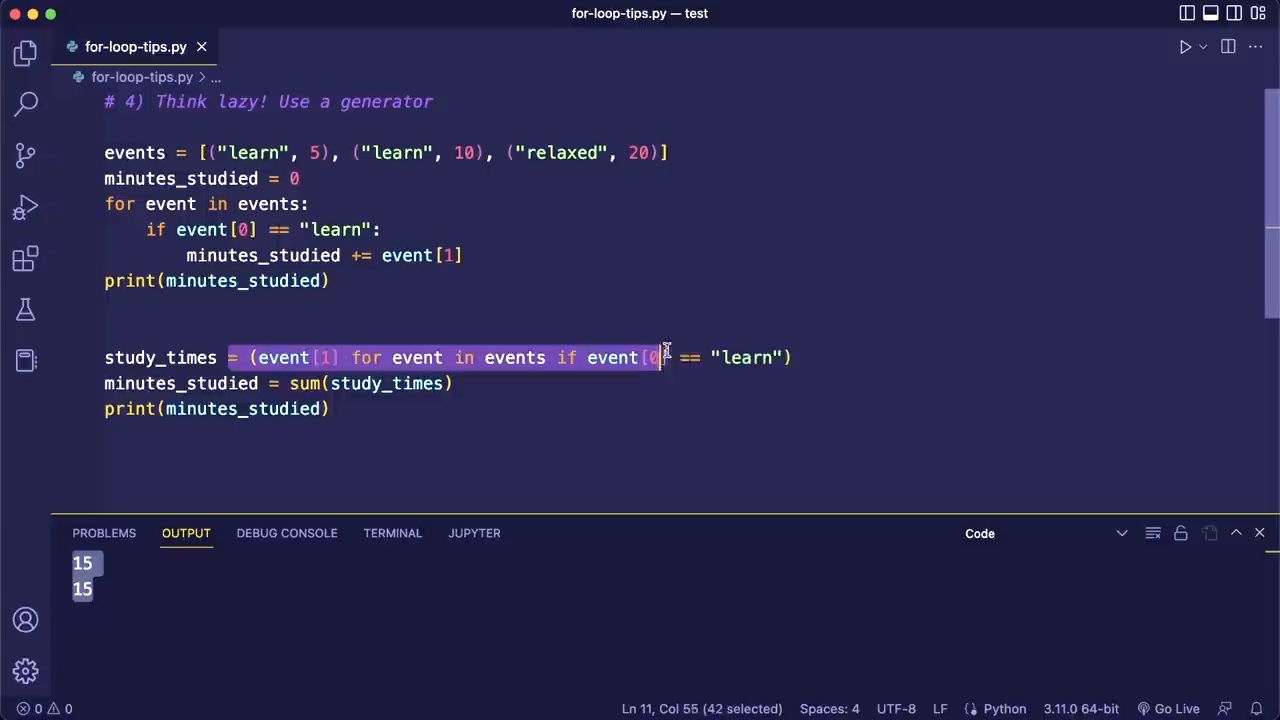 for-loop-tips.py — test
for-loop-tips.py
for-loop-tips.py > ...
# 4) Think lazy! Use a generator
events = [("learn", 5), ("learn", 10), ("relaxed", 20)]
minutes_studied = 0
for event in events:
    if event[0] == "learn":
        minutes_studied += event[1]
print(minutes_studied)
study_times = (event[1] for event in events if event[0] == "learn")
minutes_studied = sum(study_times)
print(minutes_studied)
PROBLEMS OUTPUT DEBUG CONSOLE TERMINAL JUPYTER Code
15
15
0 0 Ln 11, Col 55 (42 selected) Spaces: 4 UTF-8 LF Python 3.11.0 64-bit Go Live